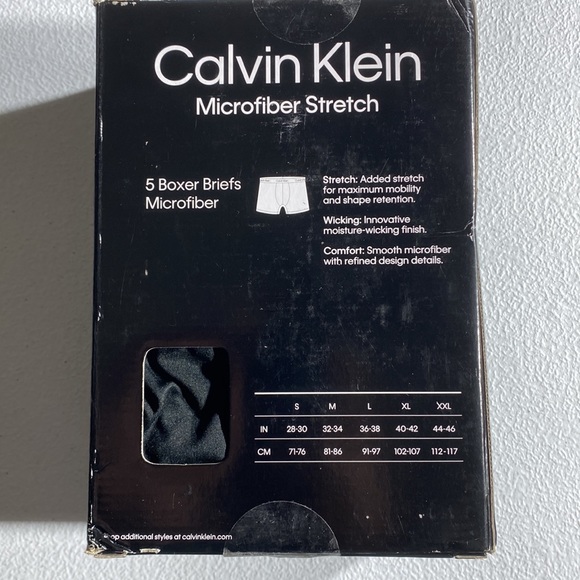 Calvin Klein
Microfiber Stretch
5 Boxer Briefs
Microfiber
Stretch: Added stretch
for maximum mobility
and shape retention.
Wicking: Innovative
moisture-wicking finish.
Comfort: Smooth microfiber
with refined design details.
S M L XL XXL
IN 28-30 32-34 36-38 40-42 44-46
CM 71-76 81-86 91-97 102-107 112-117
op additional styles at calvinklein.com